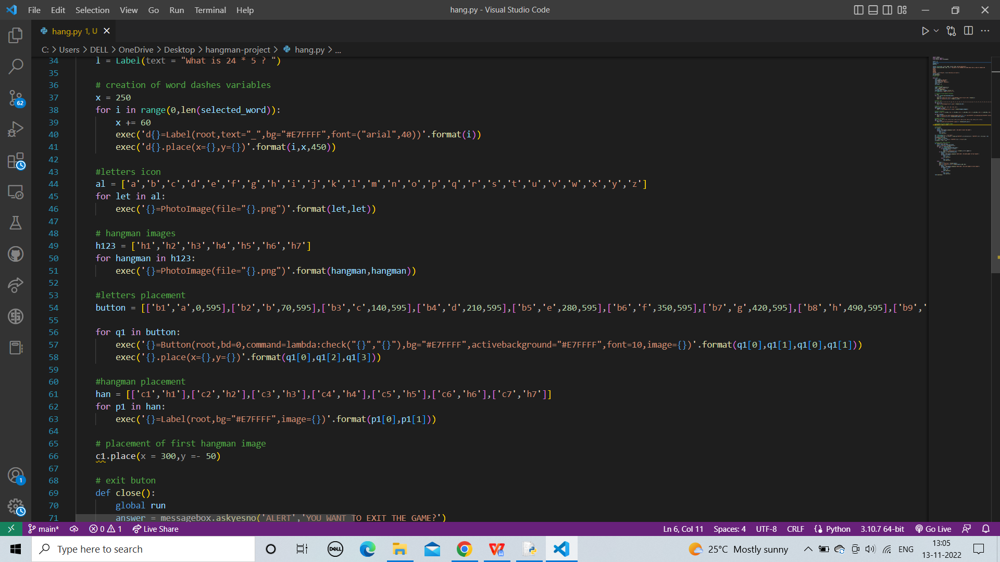 File Edit Selection View Go Run Terminal Help
hang.py - Visual Studio Code
hang.py 1, U
C: > Users > DELL > OneDrive > Desktop > hangman-project > hang.py > ...
34 l = Label(text = "What is 24 * 5 ? ")
35
36 # creation of word dashes variables
37 x = 250
38 for i in range(0,len(selected_word)):
39 x += 60
40 exec('d{}=Label(root,text="_",bg="#E7FFFF",font=("arial",40))'.format(i))
41 exec('d{}.place(x={},y={})'.format(i,x,450))
42
43 #letters icon
44 al = ['a','b','c','d','e','f','g','h','i','j','k','l','m','n','o','p','q','r','s','t','u','v','w','x','y','z']
45 for let in al:
46 exec('{}=PhotoImage(file="{}.png")'.format(let,let))
47
48 # hangman images
49 h123 = ['h1','h2','h3','h4','h5','h6','h7']
50 for hangman in h123:
51 exec('{}=PhotoImage(file="{}.png")'.format(hangman,hangman))
52
53 #letters placement
54 button = [['b1','a',0,595],['b2','b',70,595],['b3','c',140,595],['b4','d',210,595],['b5','e',280,595],['b6','f',350,595],['b7','g',420,595],['b8','h',490,595],['b9','
55
56 for q1 in button:
57 exec('{}=Button(root,bd=0,command=lambda:check("{}","{}"),bg="#E7FFFF",activebackground="#E7FFFF",font=10,image={})'.format(q1[0],q1[1],q1[0],q1[1]))
58 exec('{}.place(x={},y={})'.format(q1[0],q1[2],q1[3]))
59
60 #hangman placement
61 han = [['c1','h1'],['c2','h2'],['c3','h3'],['c4','h4'],['c5','h5'],['c6','h6'],['c7','h7']]
62 for p1 in han:
63 exec('{}=Label(root,bg="#E7FFFF",image={})'.format(p1[0],p1[1]))
64
65 # placement of first hangman image
66 c1.place(x = 300,y =- 50)
67
68 # exit buton
69 def close():
70 global run
71 answer = messagebox.askyesno('ALERT','YOU WANT TO EXIT THE GAME?')
62
1
main* 0 1 Live Share
Ln 6, Col 11 Spaces: 4 UTF-8 CRLF Python 3.10.7 64-bit Go Live
Type here to search
DELL
25°C Mostly sunny
ENG
13:05
13-11-2022